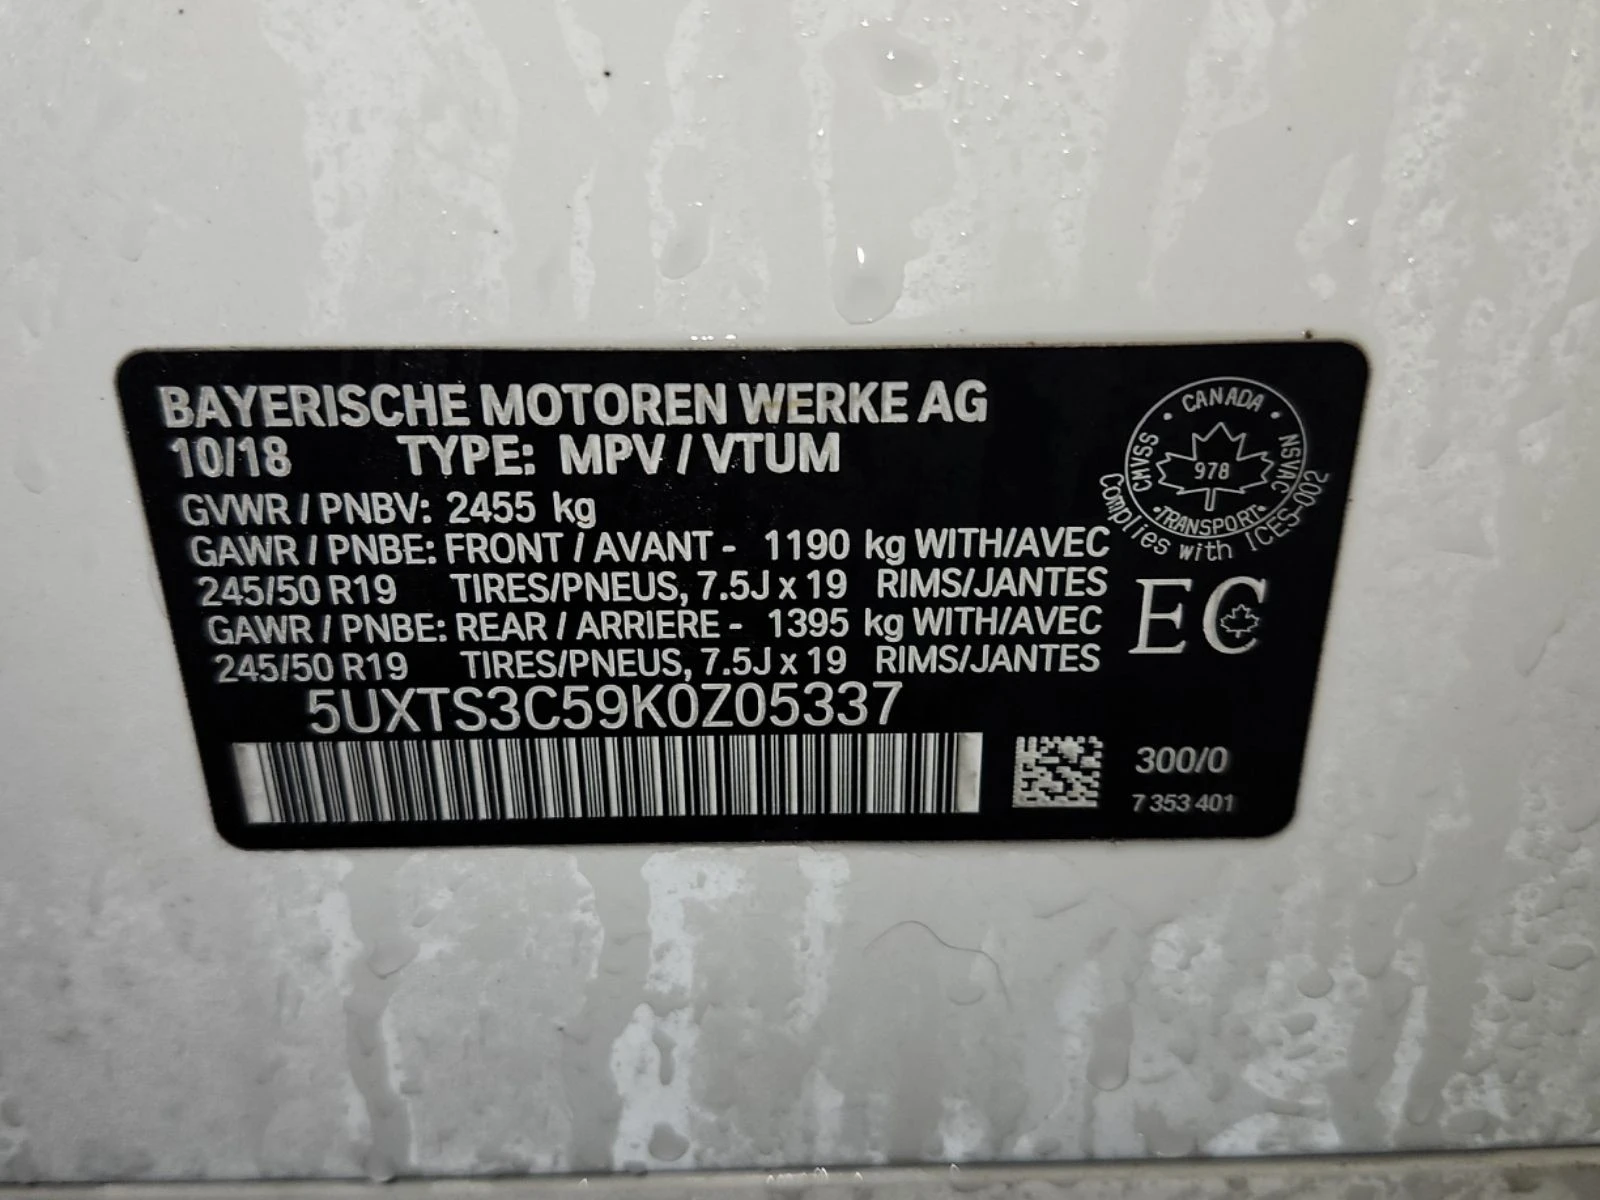 BAYERISCHE MOTOREN WERKE AG
10/18 TYPE: MPV / VTUM
GVWR / PNBV: 2455 kg
GAWR / PNBE: FRONT / AVANT - 1190 kg WITH/AVEC
245/50 R19 TIRES/PNEUS, 7.5J x 19 RIMS/JANTES
GAWR / PNBE: REAR / ARRIERE - 1395 kg WITH/AVEC
245/50 R19 TIRES/PNEUS, 7.5J x 19 RIMS/JANTES
5UXTS3C59K0Z05337
CANADA
CMVSS NSVAC
978
TRANSPORT
Complies with ICES-002
EC
300/0
7 353 401